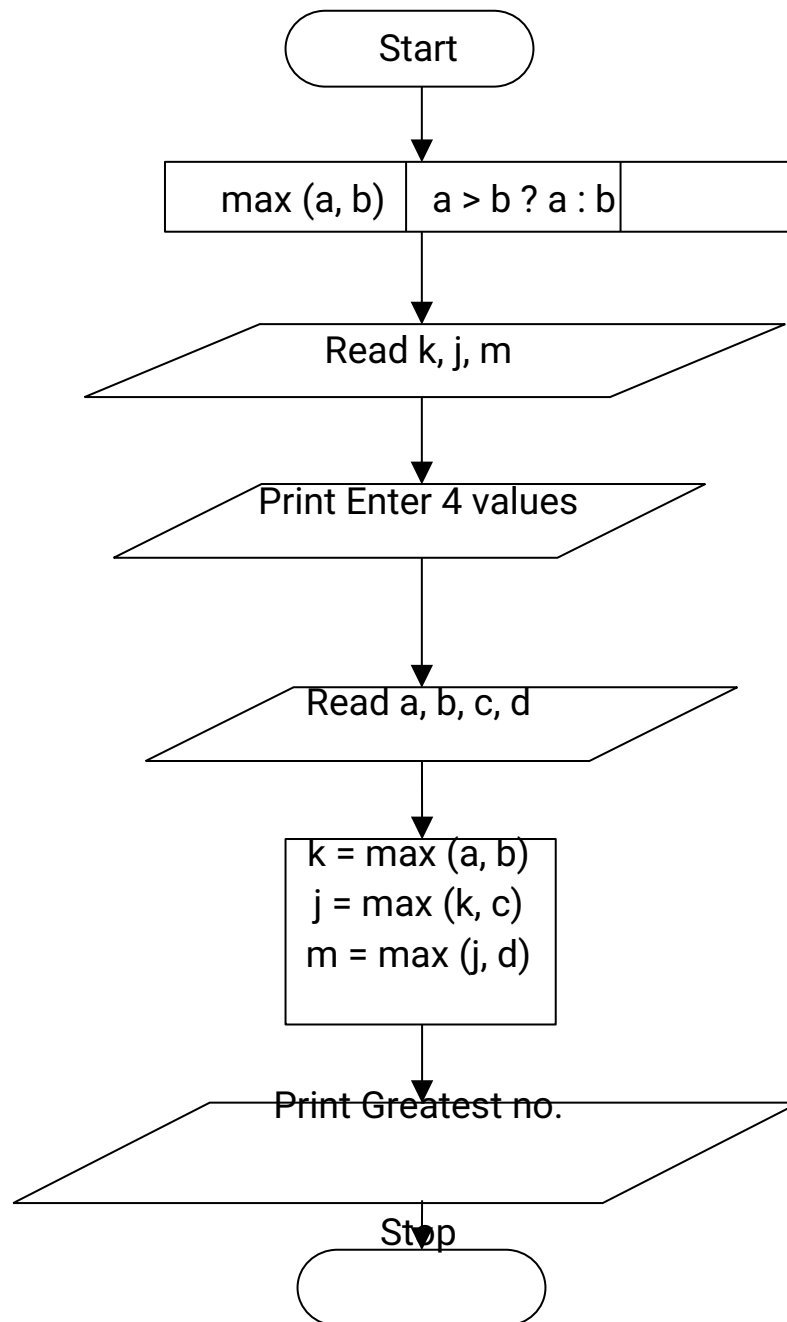 Start
max (a, b) a > b ? a : b
Read k, j, m
Print Enter 4 values
Read a, b, c, d
k = max (a, b)
j = max (k, c)
m = max (j, d)
Print Greatest no.
Stop